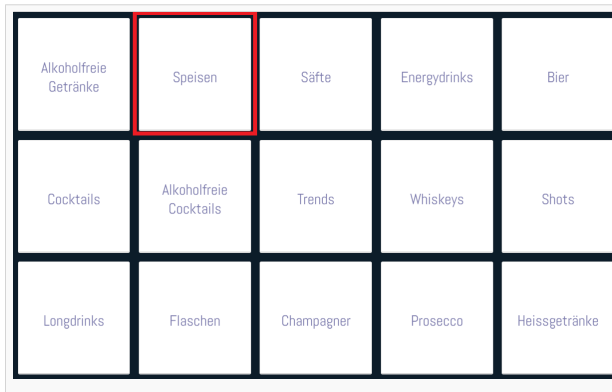 Alkoholfreie
Getränke
Speisen
Säfte
Energydrinks
Bier
Cocktails
Alkoholfreie
Cocktails
Trends
Whiskeys
Shots
Longdrinks
Flaschen
Champagner
Prosecco
Heissgetränke